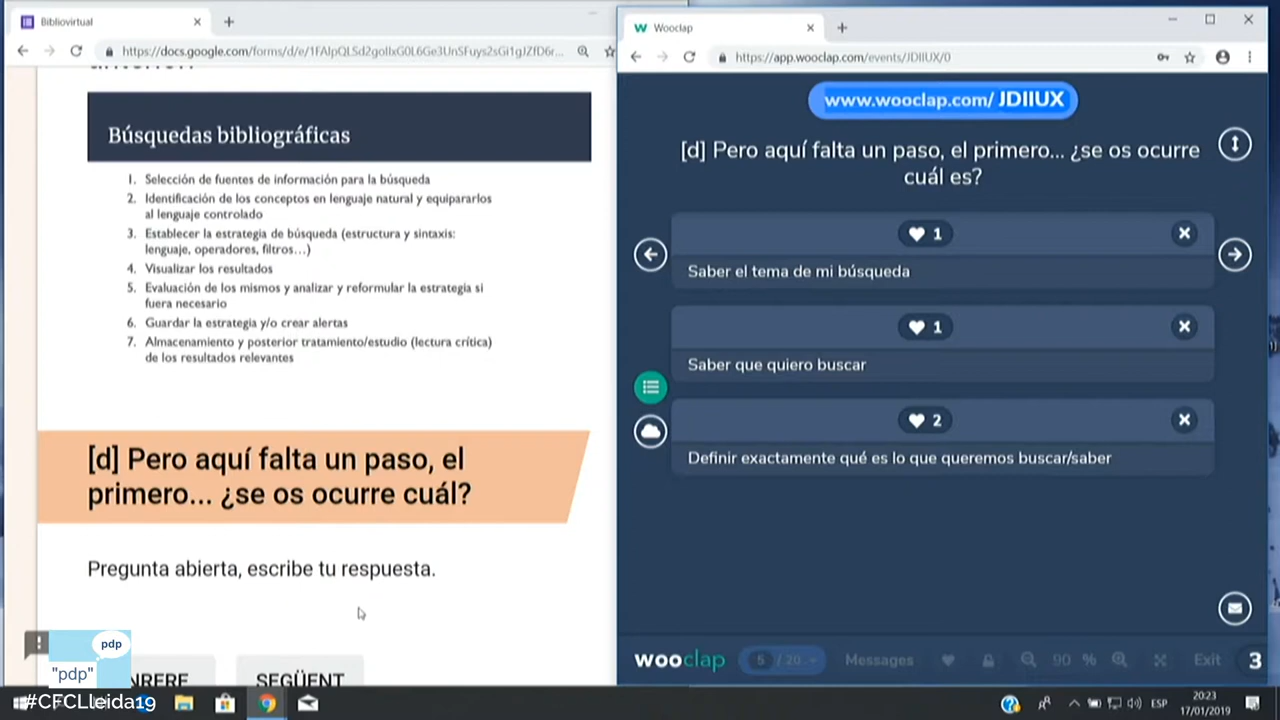 Bibliovirtual
https://docs.google.com/forms/d/e/
Búsquedas bibliográficas
1. Selección de fuentes de información para la búsqueda
2. Identificación de los conceptos en lenguaje natural y equipararlos
al lenguaje controlado
3. Establecer la estrategia de búsqueda (estructura y sintaxis:
lenguaje, operadores, filtros...)
4. Visualizar los resultados
5. Evaluación de los mismos y analizar y reformular la estrategia si
fuera necesario
6. Guardar la estrategia y/o crear alertas
7. Almacenamiento y posterior tratamiento/estudio (lectura crítica)
de los resultados relevantes
[d] Pero aquí falta un paso, el
primero... ¿se os ocurre cuál?
Pregunta abierta, escribe tu respuesta.
SEGÜENT
pdp
"pdp"
#CFCLleida19
Wooclap
https://app.wooclap.com/events/JDIIUX/0
www.wooclap.com/ JDIIUX
[d] Pero aquí falta un paso, el primero... ¿se os ocurre
cuál es?
1
Saber el tema de mi búsqueda
1
Saber que quiero buscar
2
Definir exactamente qué es lo que queremos buscar/saber
wooclap 5 / 20 Messages 90 % Exit 3
ESP
20:23
17/01/2019